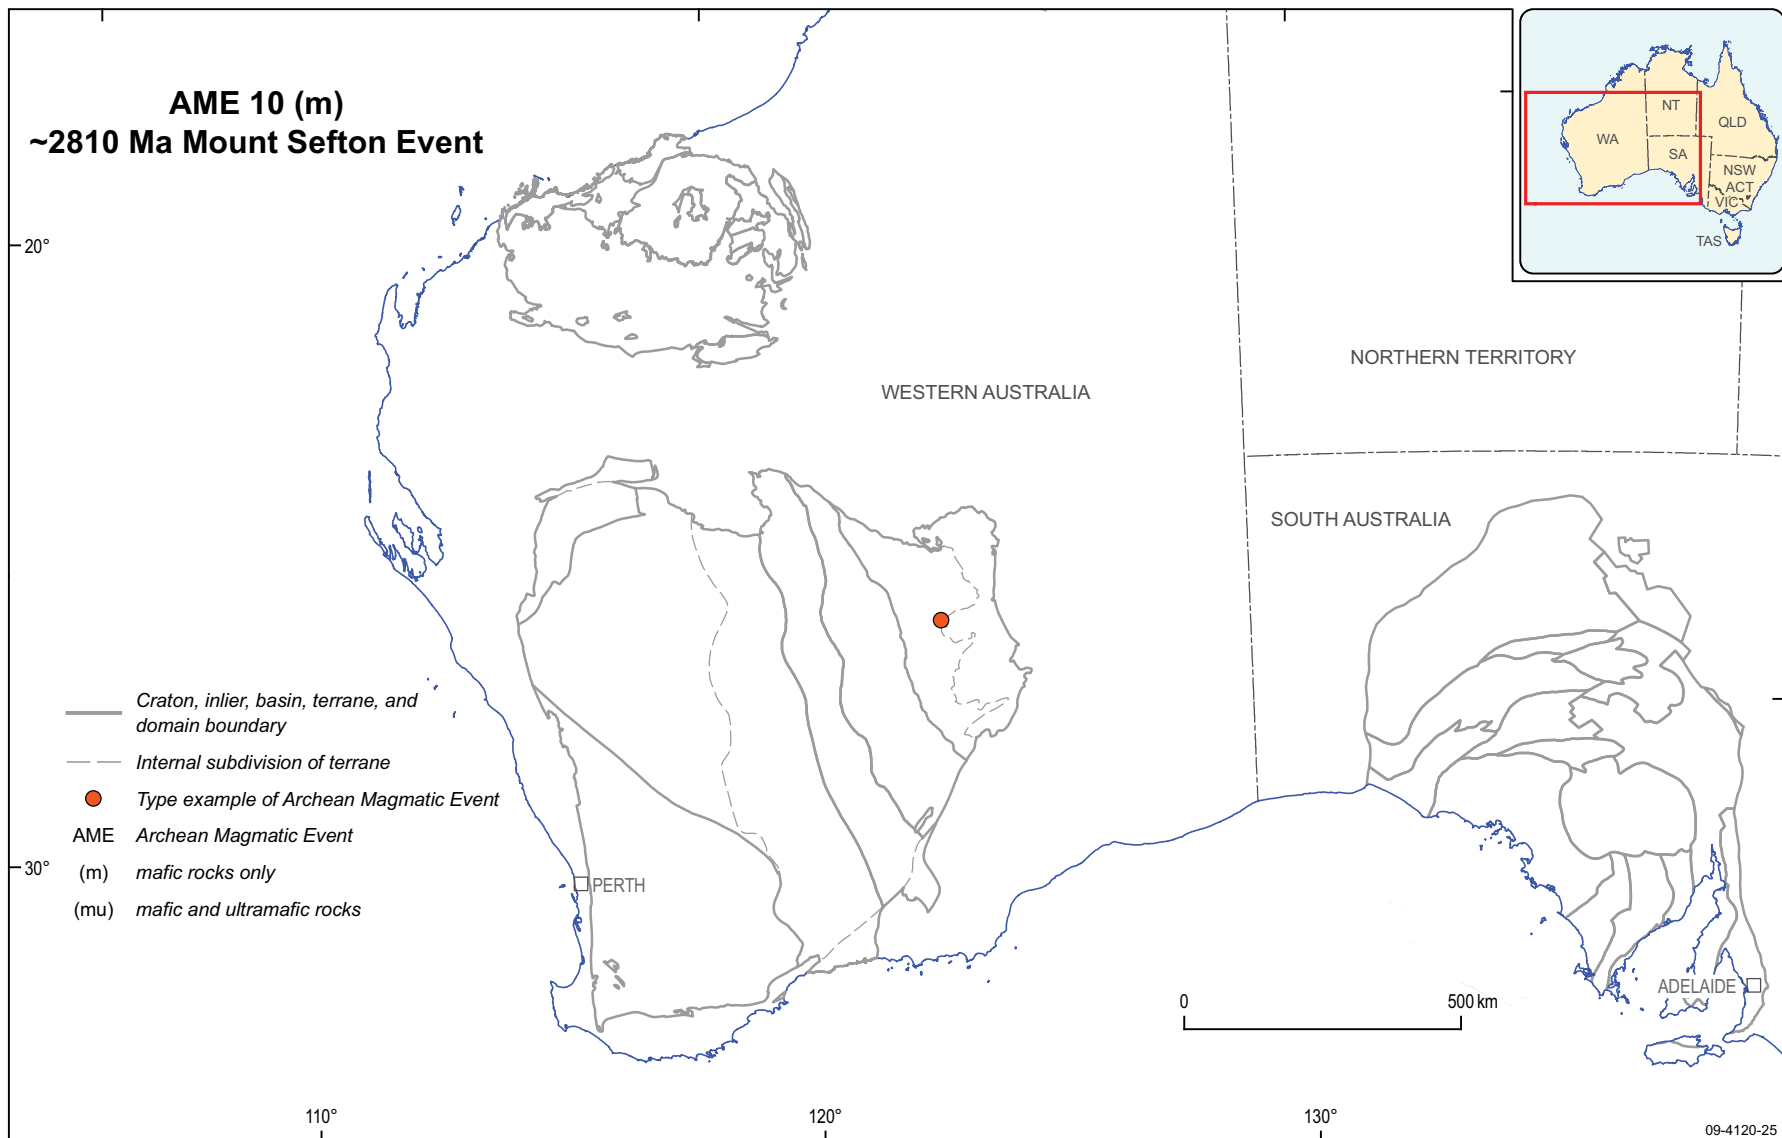 AME 10 (m)
~2810 Ma Mount Sefton Event
NT
QLD
WA
SA
NSW
ACT
VIC
TAS
20°
NORTHERN TERRITORY
WESTERN AUSTRALIA
SOUTH AUSTRALIA
Craton, inlier, basin, terrane, and
domain boundary
Internal subdivision of terrane
Type example of Archean Magmatic Event
AME Archean Magmatic Event
(m) mafic rocks only
(mu) mafic and ultramafic rocks
30°
PERTH
ADELAIDE
0 500 km
110° 120° 130°
09-4120-25